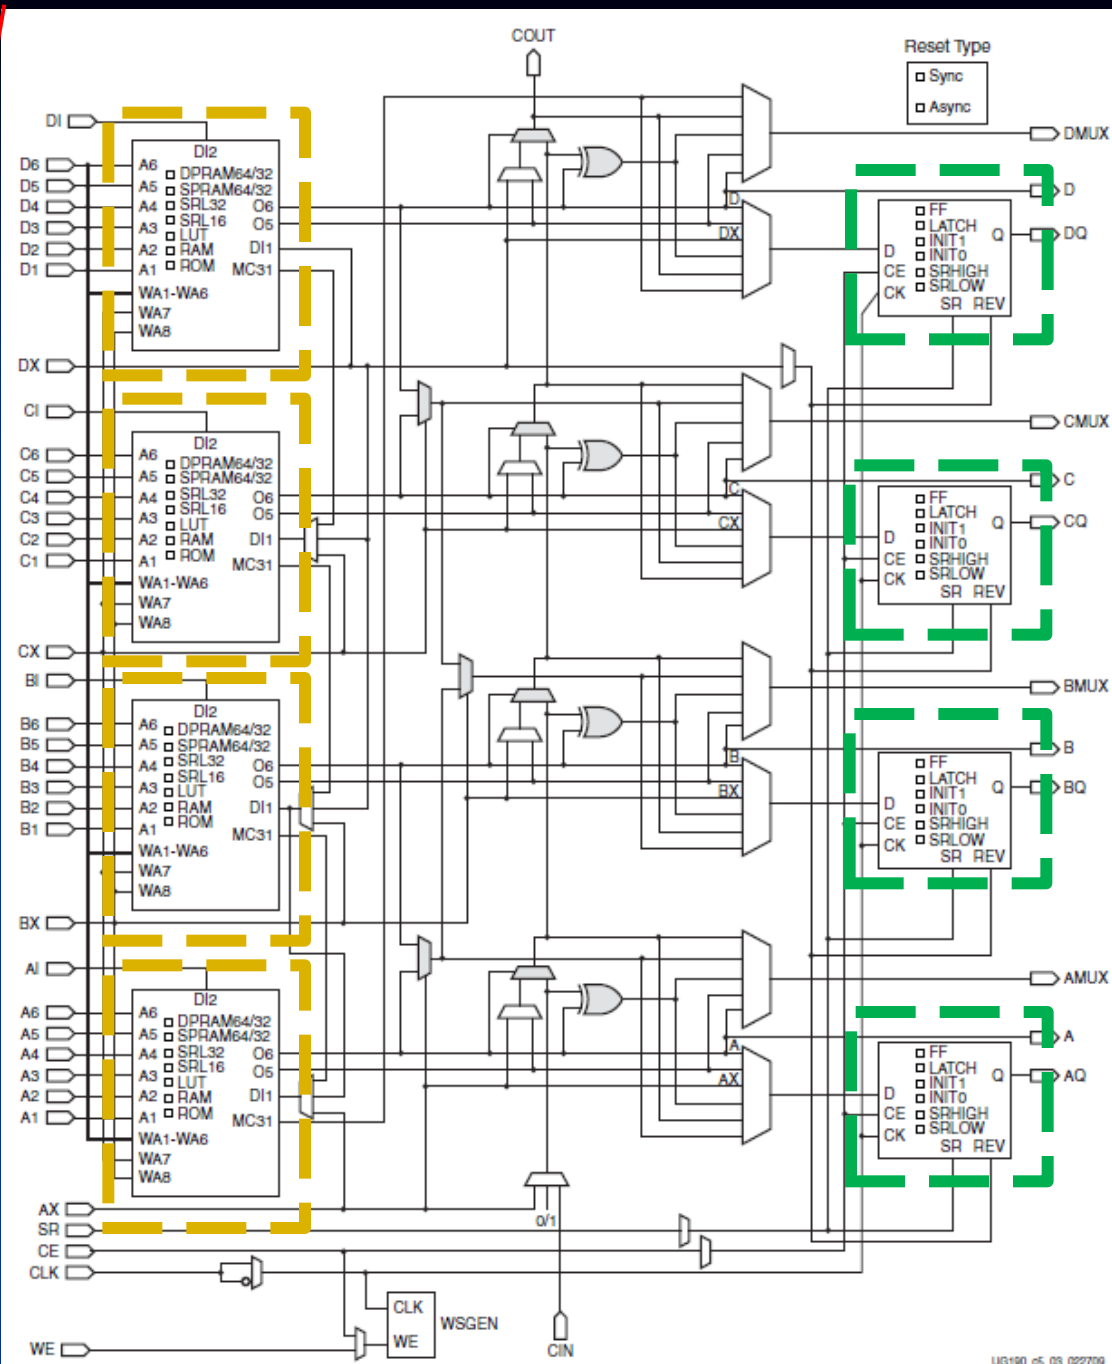 COUT
Reset Type
Sync
Async
DI
D6
D5
D4
D3
D2
D1
DI2
A6
A5
A4
A3
A2
A1
WA1-WA6
WA7
WA8
DPRAM64/32
SPRAM64/32
SRL32
SRL16
LUT
RAM
ROM
O6
O5
DI1
MC31
D
DX
DMUX
D
DQ
FF
LATCH
INIT1
INIT0
SRHIGH
SRLOW
D
CE
CK
Q
SR REV
DX
CI
C6
C5
C4
C3
C2
C1
DI2
A6
A5
A4
A3
A2
A1
WA1-WA6
WA7
WA8
DPRAM64/32
SPRAM64/32
SRL32
SRL16
LUT
RAM
ROM
O6
O5
DI1
MC31
C
CX
CMUX
C
CQ
FF
LATCH
INIT1
INIT0
SRHIGH
SRLOW
D
CE
CK
Q
SR REV
CX
BI
B6
B5
B4
B3
B2
B1
DI2
A6
A5
A4
A3
A2
A1
WA1-WA6
WA7
WA8
DPRAM64/32
SPRAM64/32
SRL32
SRL16
LUT
RAM
ROM
O6
O5
DI1
MC31
B
BX
BMUX
B
BQ
FF
LATCH
INIT1
INIT0
SRHIGH
SRLOW
D
CE
CK
Q
SR REV
BX
AI
A6
A5
A4
A3
A2
A1
DI2
A6
A5
A4
A3
A2
A1
WA1-WA6
WA7
WA8
DPRAM64/32
SPRAM64/32
SRL32
SRL16
LUT
RAM
ROM
O6
O5
DI1
MC31
A
AX
AMUX
A
AQ
FF
LATCH
INIT1
INIT0
SRHIGH
SRLOW
D
CE
CK
Q
SR REV
AX
SR
CE
CLK
WE
0/1
CLK
WE
WSGEN
CIN
UG190_c5_03_022709